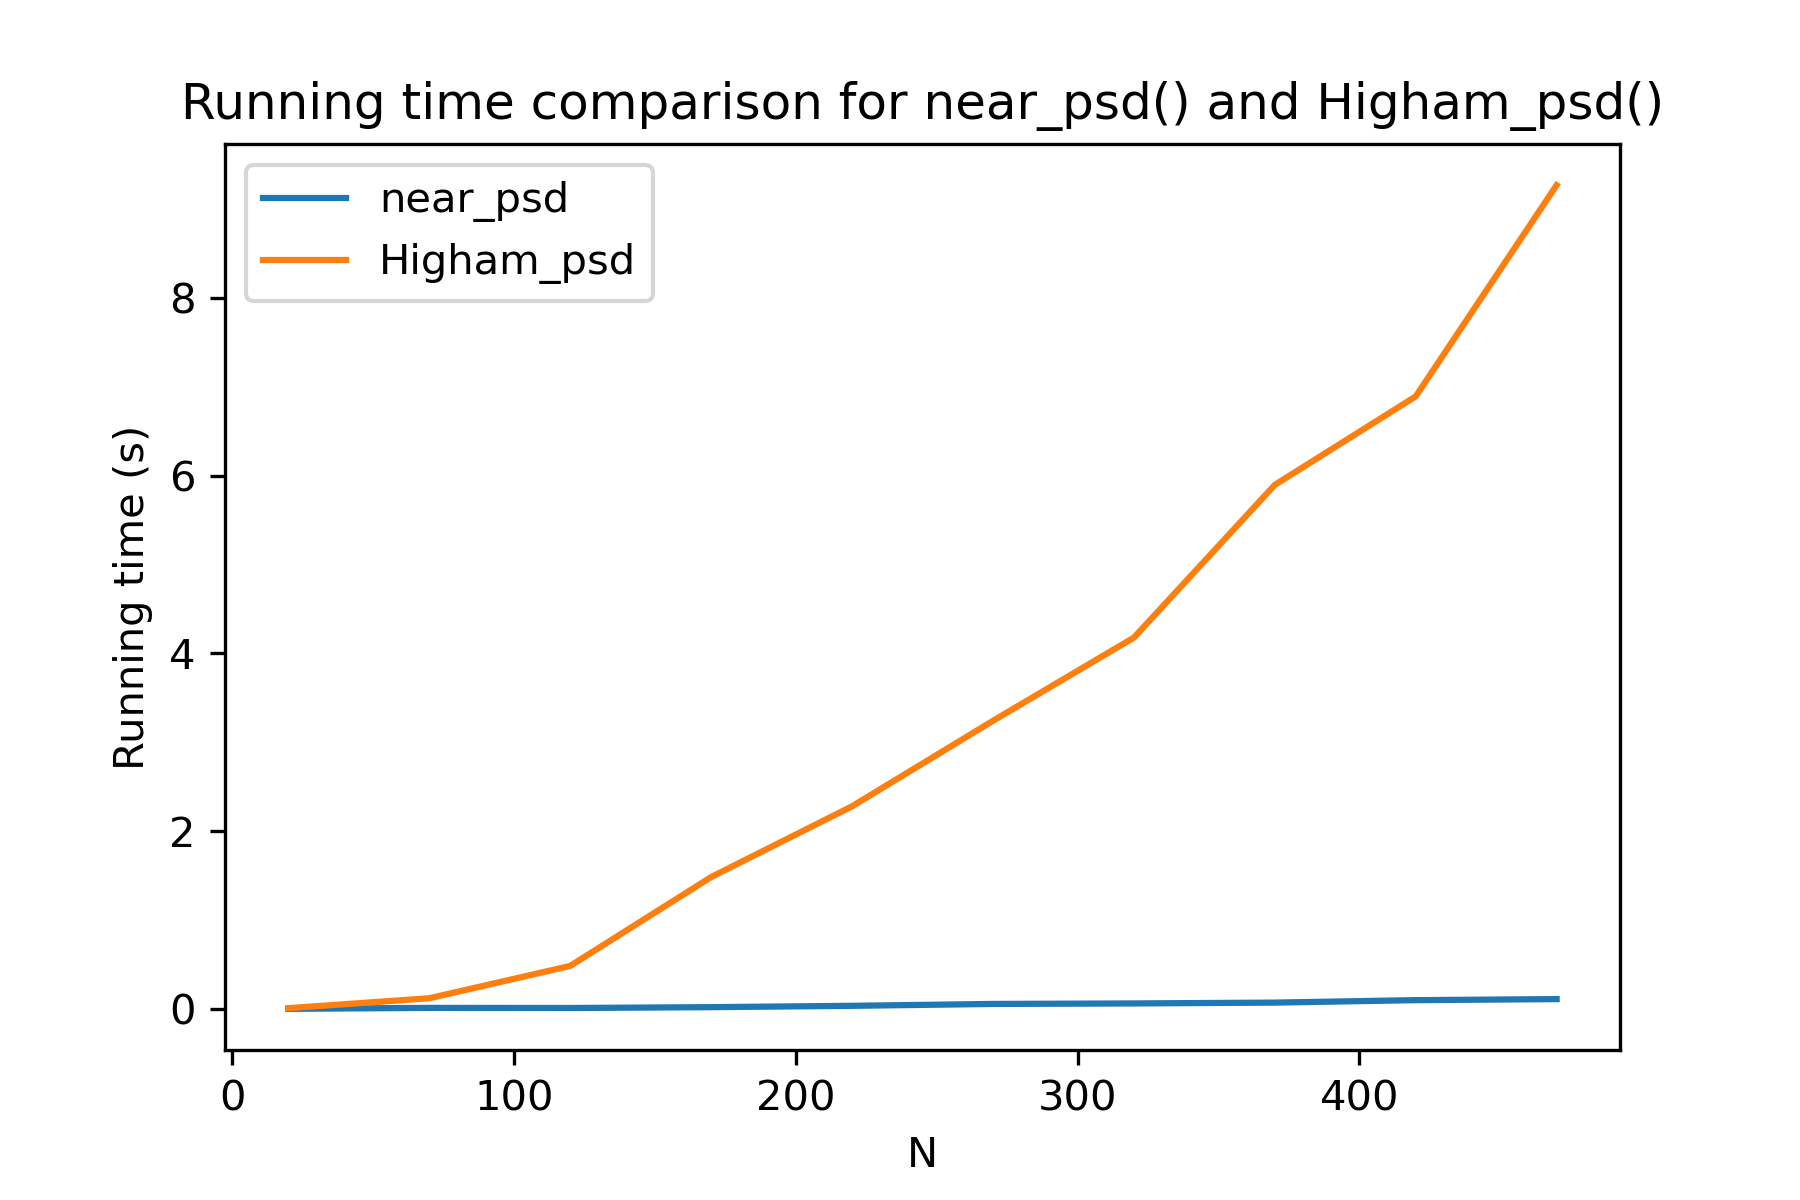 Running time comparison for near_psd() and Higham_psd()
near_psd
Higham_psd
8
6
4
2
0
Running time (s)
0 100 200 300 400
N